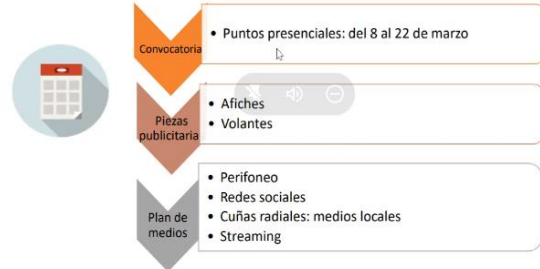 Convocatoria
• Puntos presenciales: del 8 al 22 de marzo
Piezas
publicitaria
• Afiches
• Volantes
Plan de
medios
• Perifoneo
• Redes sociales
• Cuñas radiales: medios locales
• Streaming